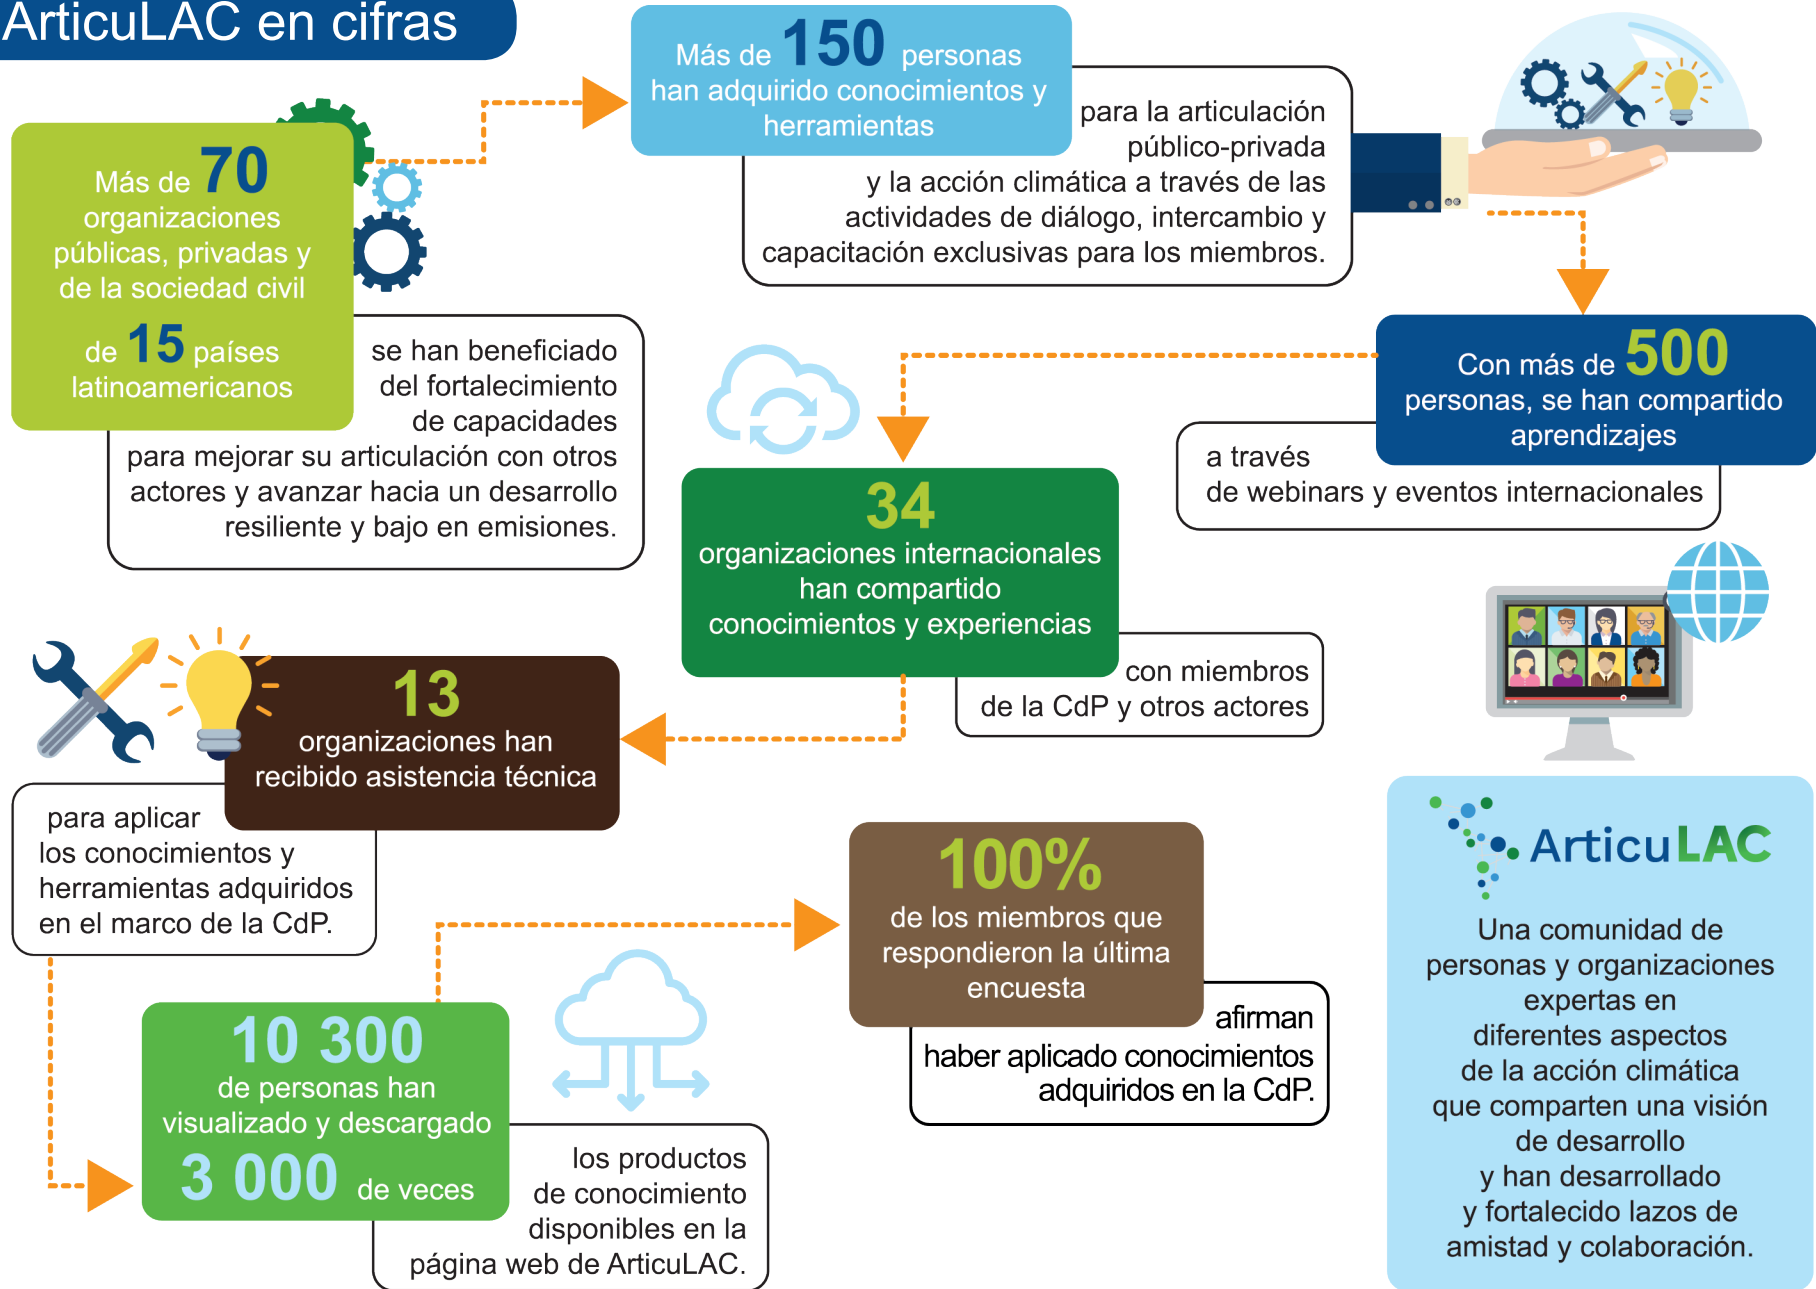 ArticuLAC en cifras
Más de 70
organizaciones
públicas, privadas y
de la sociedad civil
de 15 países
latinoamericanos
se han beneficiado
del fortalecimiento
de capacidades
para mejorar su articulación con otros
actores y avanzar hacia un desarrollo
resiliente y bajo en emisiones.
Más de 150 personas
han adquirido conocimientos y
herramientas
para la articulación
público-privada
y la acción climática a través de las
actividades de diálogo, intercambio y
capacitación exclusivas para los miembros.
Con más de 500
personas, se han compartido
aprendizajes
a través
de webinars y eventos internacionales
34
organizaciones internacionales
han compartido
conocimientos y experiencias
con miembros
de la CdP y otros actores
13
organizaciones han
recibido asistencia técnica
para aplicar
los conocimientos y
herramientas adquiridos
en el marco de la CdP.
10 300
de personas han
visualizado y descargado
3 000 de veces
los productos
de conocimiento
disponibles en la
página web de ArticuLAC.
100%
de los miembros que
respondieron la última
encuesta
afirman
haber aplicado conocimientos
adquiridos en la CdP.
ArticuLAC
Una comunidad de
personas y organizaciones
expertas en
diferentes aspectos
de la acción climática
que comparten una visión
de desarrollo
y han desarrollado
y fortalecido lazos de
amistad y colaboración.